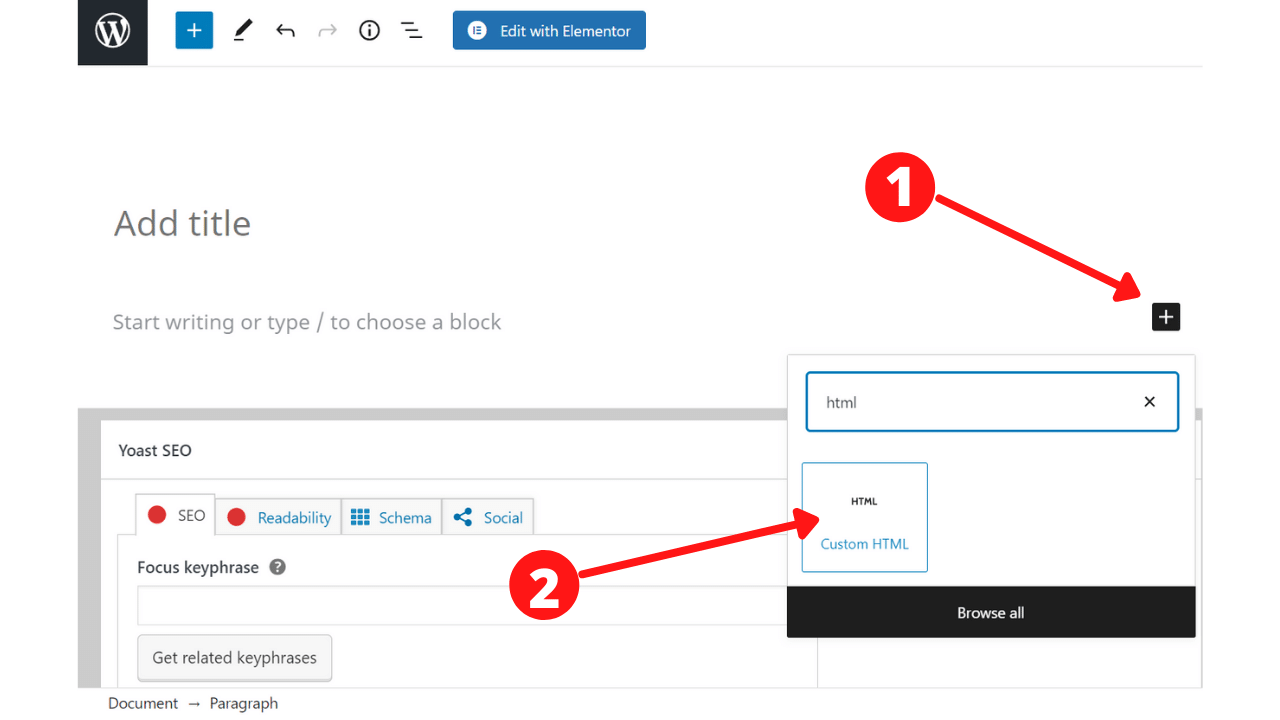 Edit with Elementor
1
Add title
Start writing or type / to choose a block
html
Yoast SEO
HTML
Custom HTML
SEO
Readability
Schema
Social
Focus keyphrase
2
Browse all
Get related keyphrases
Document → Paragraph